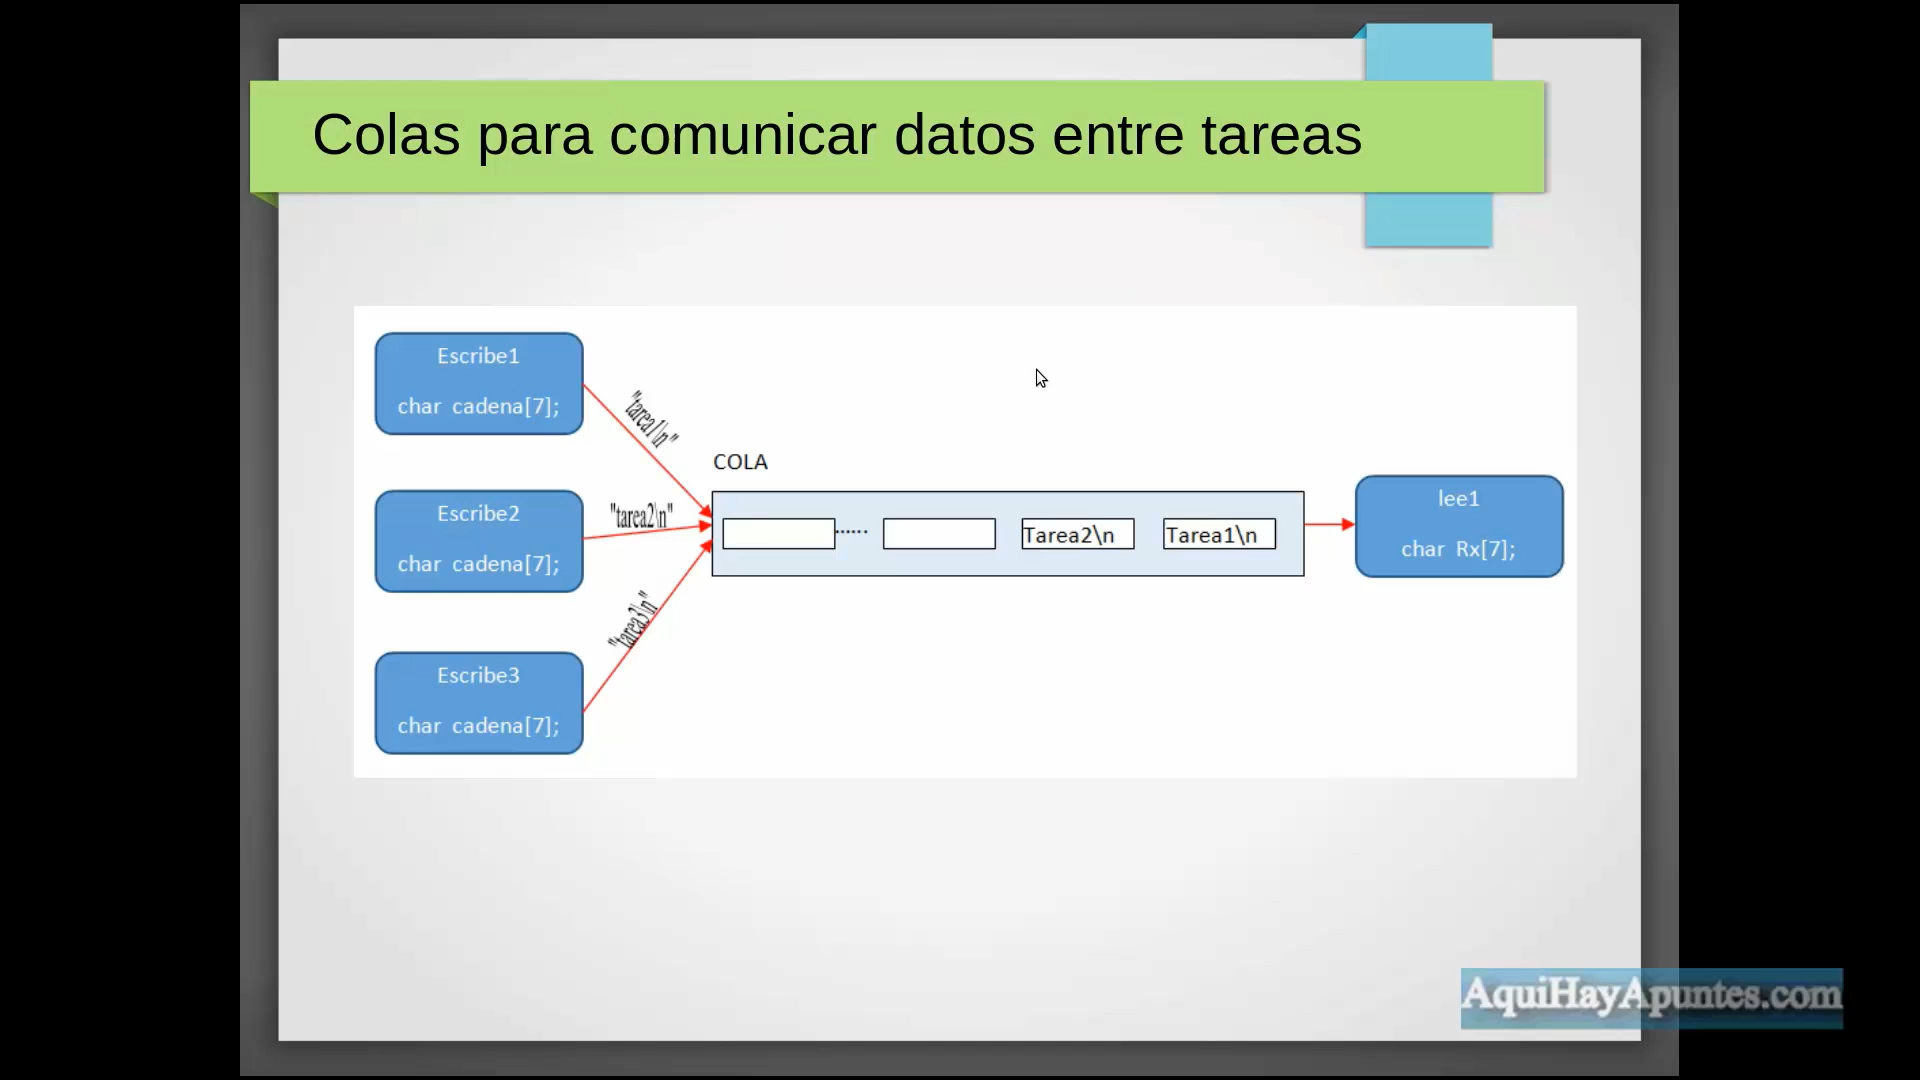 Colas para comunicar datos entre tareas
Escribe1
char cadena[7];
"tarea1\n"
Escribe2
char cadena[7];
"tarea2\n"
Escribe3
char cadena[7];
"tarea3\n"
COLA
...... Tarea2\n Tarea1\n
lee1
char Rx[7];
AquiHayApuntes.com